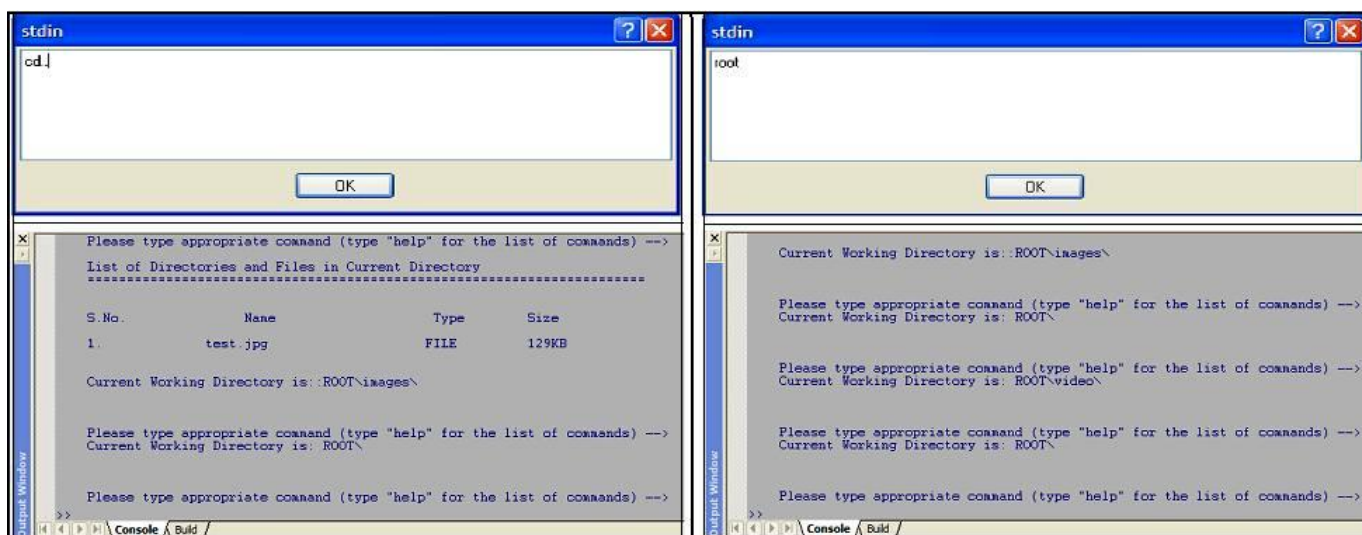 stdin
cd..
OK
Please type appropriate command (type "help" for the list of commands) -->
List of Directories and Files in Current Directory
=======================================================================
S.No. Name Type Size
1. test.jpg FILE 129KB
Current Working Directory is::ROOT\images\
Please type appropriate command (type "help" for the list of commands) -->
Current Working Directory is: ROOT\
Please type appropriate command (type "help" for the list of commands) -->
>>
Output Window
Console Build
stdin
root
OK
Current Working Directory is::ROOT\images\
Please type appropriate command (type "help" for the list of commands) -->
Current Working Directory is: ROOT\
Please type appropriate command (type "help" for the list of commands) -->
Current Working Directory is: ROOT\video\
Please type appropriate command (type "help" for the list of commands) -->
Current Working Directory is: ROOT\
Please type appropriate command (type "help" for the list of commands) -->
>>
Output Window
Console Build